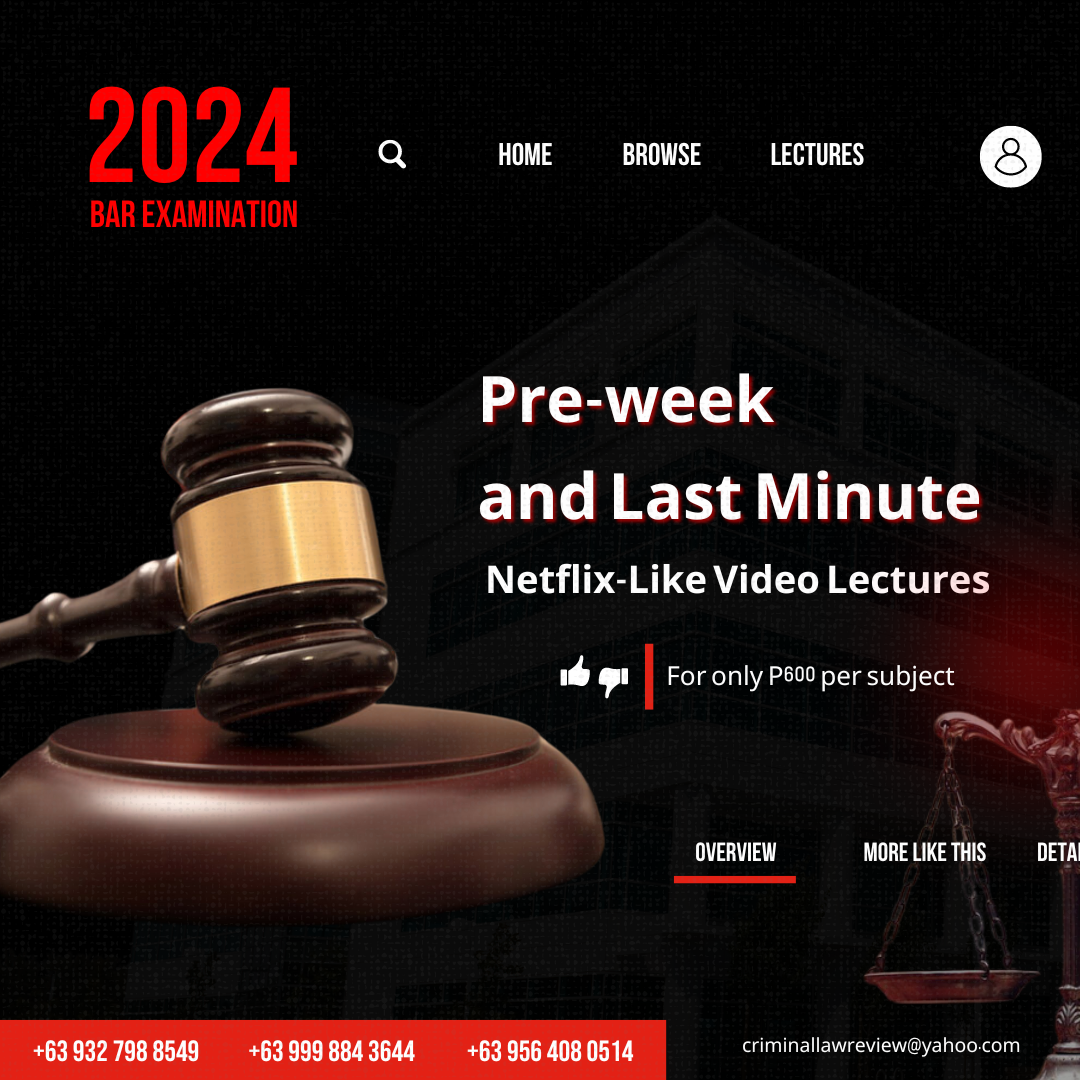 2024
BAR EXAMINATION
HOME BROWSE LECTURES
Pre-week
and Last Minute
Netflix-Like Video Lectures
For only P600 per subject
OVERVIEW MORE LIKE THIS DETA
+63 932 798 8549 +63 999 884 3644 +63 956 408 0514
criminallawreview@yahoo.com